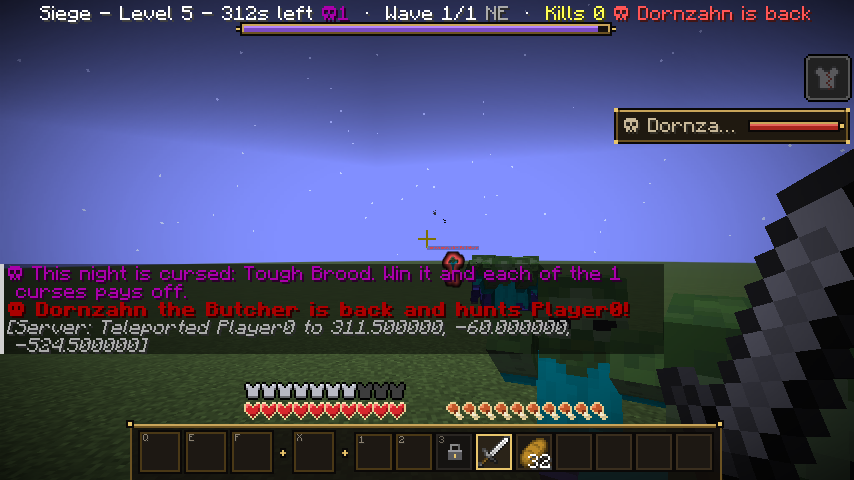 Siege - Level 5 - 312s left 1 · Wave 1/1 NE · Kills 0 Dornzahn is back
Dornza...
This night is cursed: Tough Brood. Win it and each of the 1
curses pays off.
Dornzahn the Butcher is back and hunts Player0!
[Server: Teleported Player0 to 311.500000, -60.000000,
-524.500000]
Q E F + X + 1 2 3
32